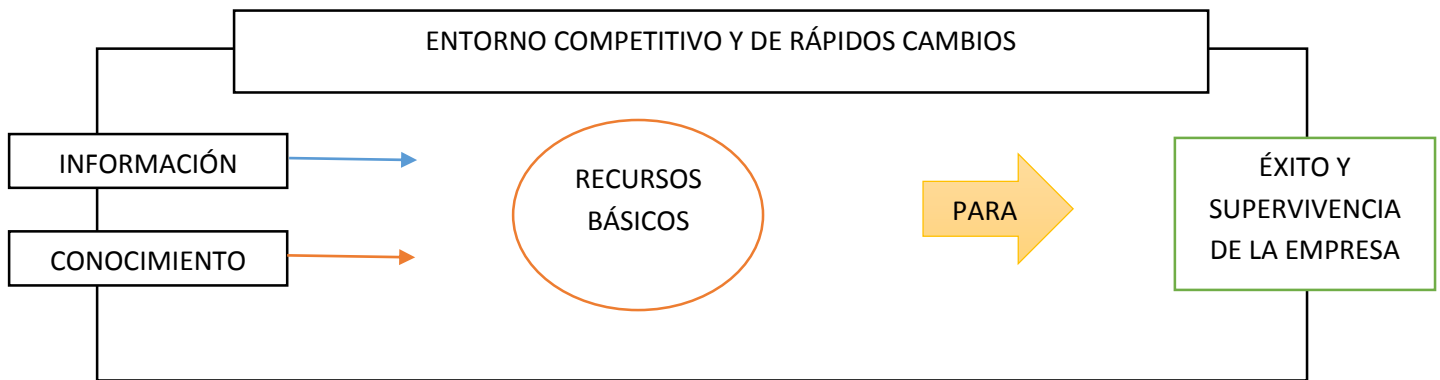 ENTORNO COMPETITIVO Y DE RÁPIDOS CAMBIOS
INFORMACIÓN
CONOCIMIENTO
RECURSOS
BÁSICOS
PARA
ÉXITO Y
SUPERVIVENCIA
DE LA EMPRESA